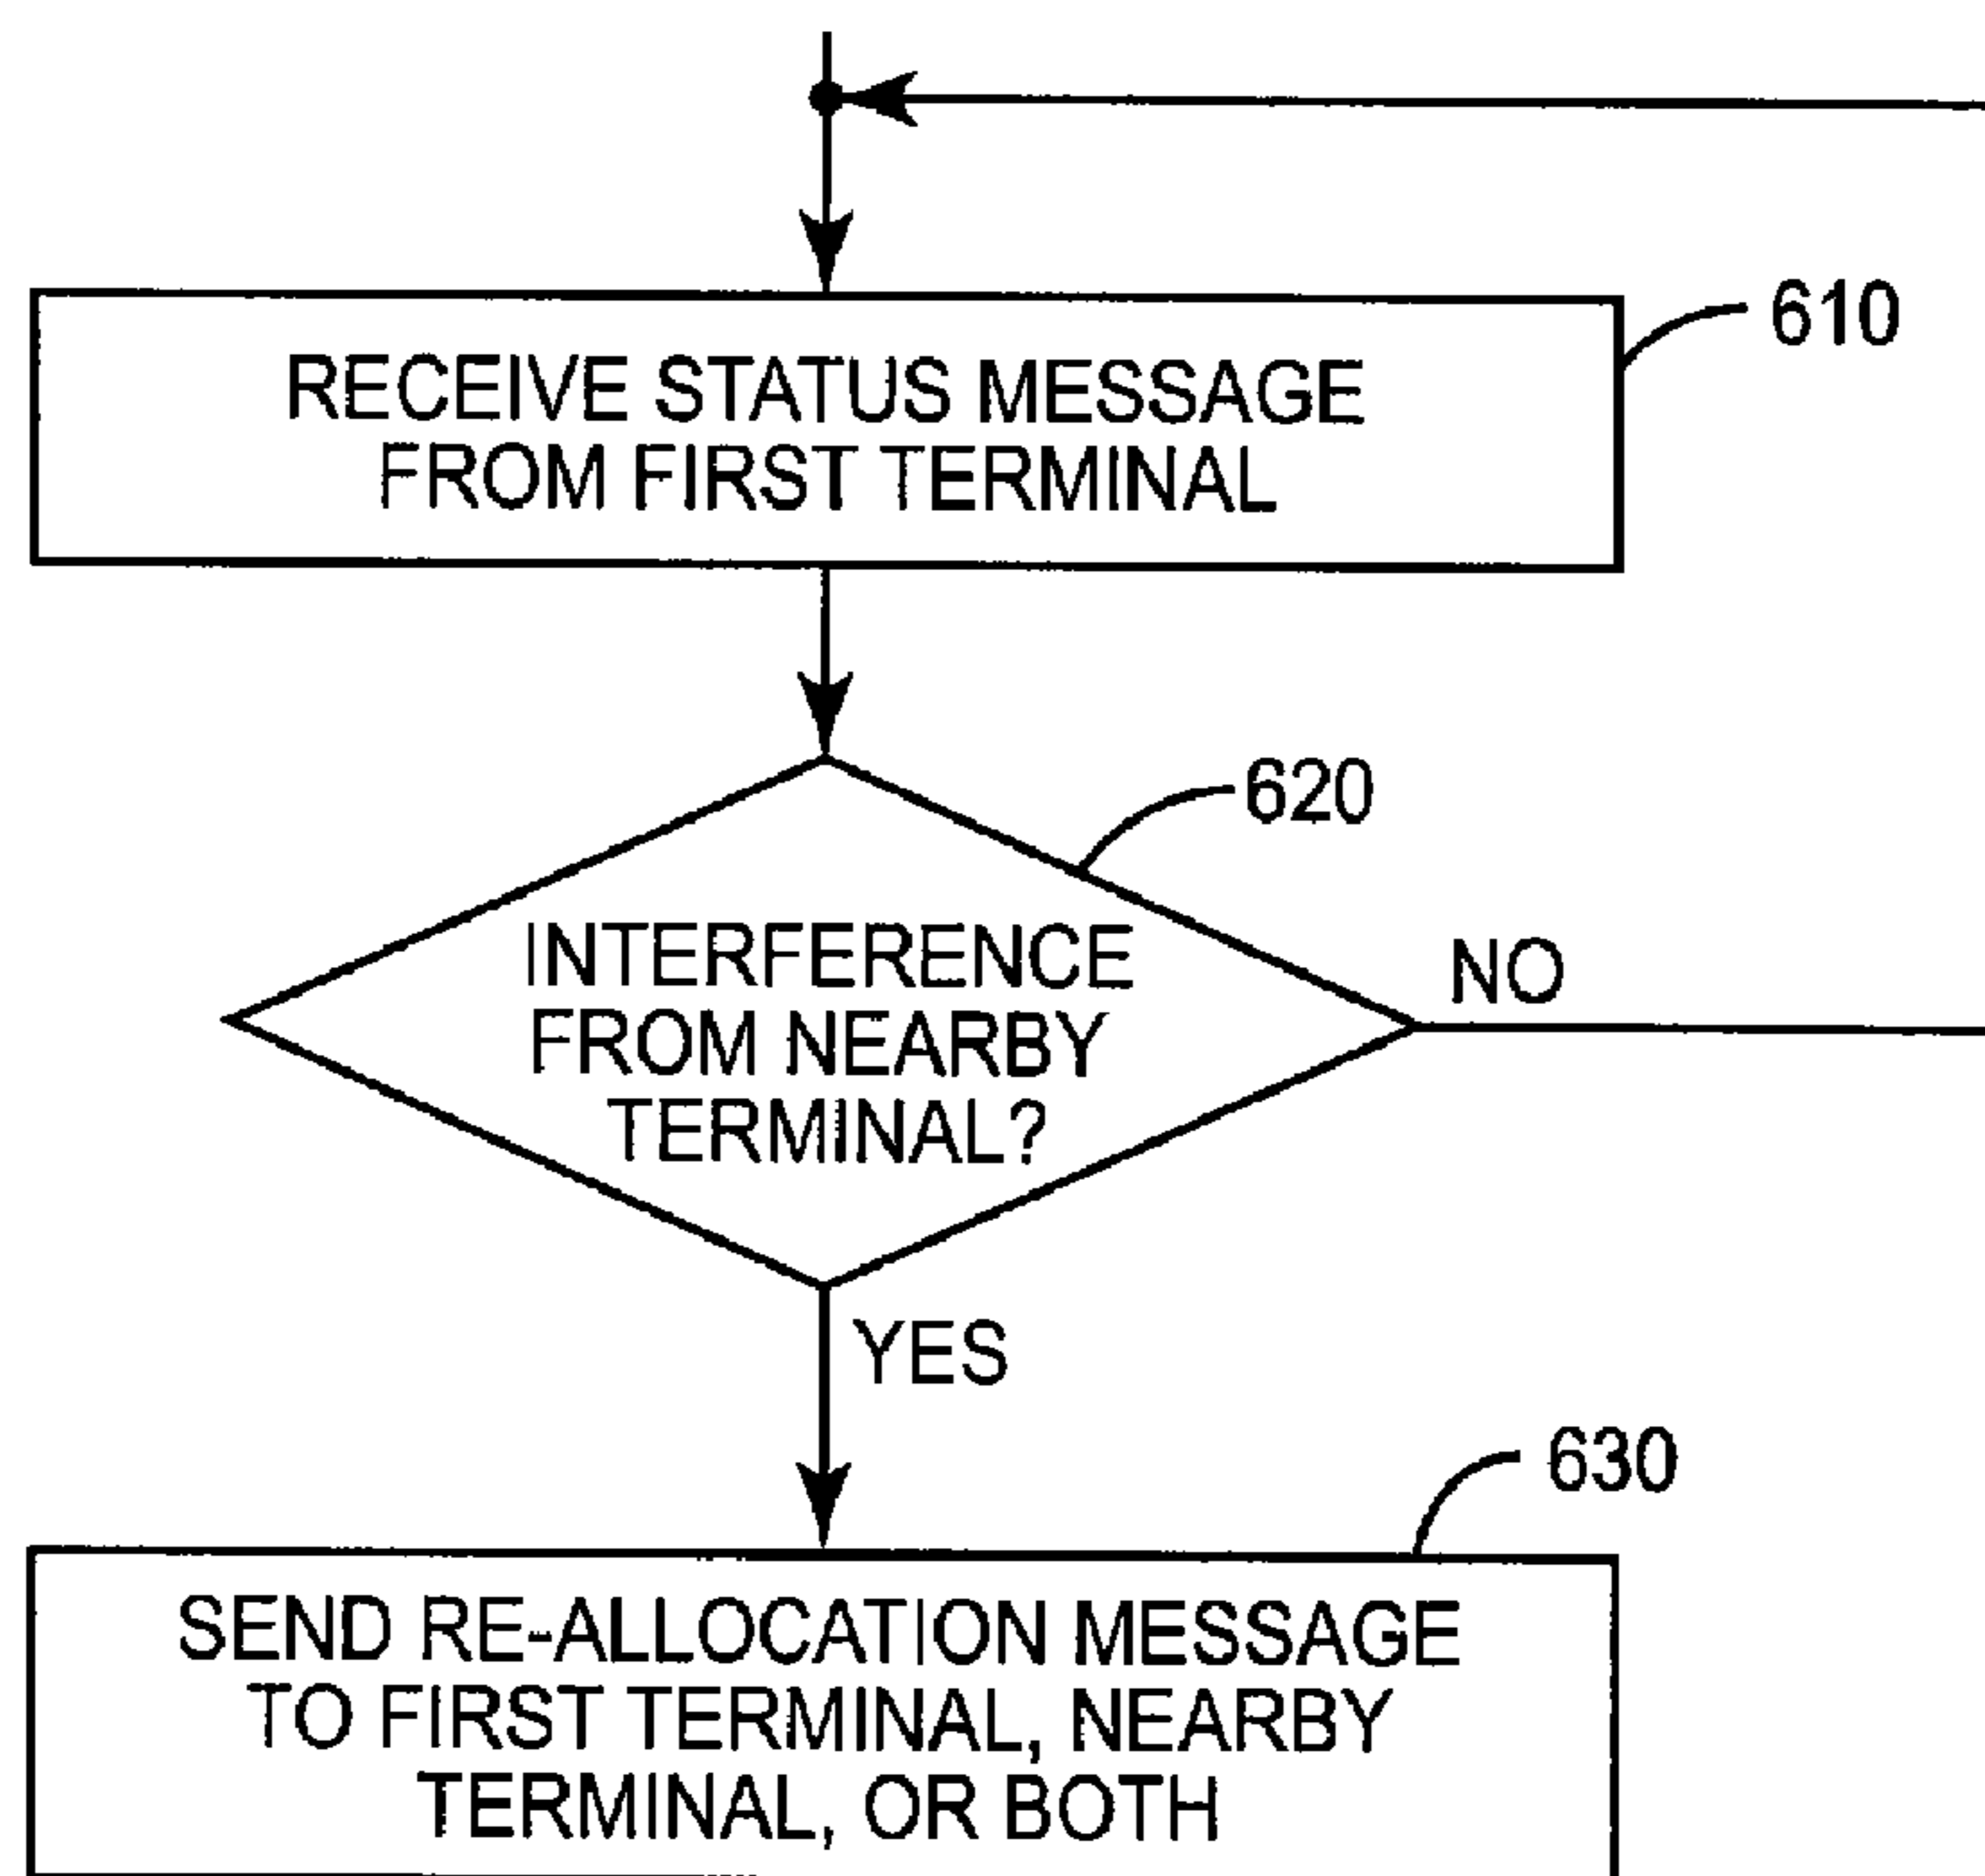 610
RECEIVE STATUS MESSAGE
FROM FIRST TERMINAL
620
INTERFERENCE
FROM NEARBY
TERMINAL?
NO
YES
630
SEND RE-ALLOCATION MESSAGE
TO FIRST TERMINAL, NEARBY
TERMINAL, OR BOTH